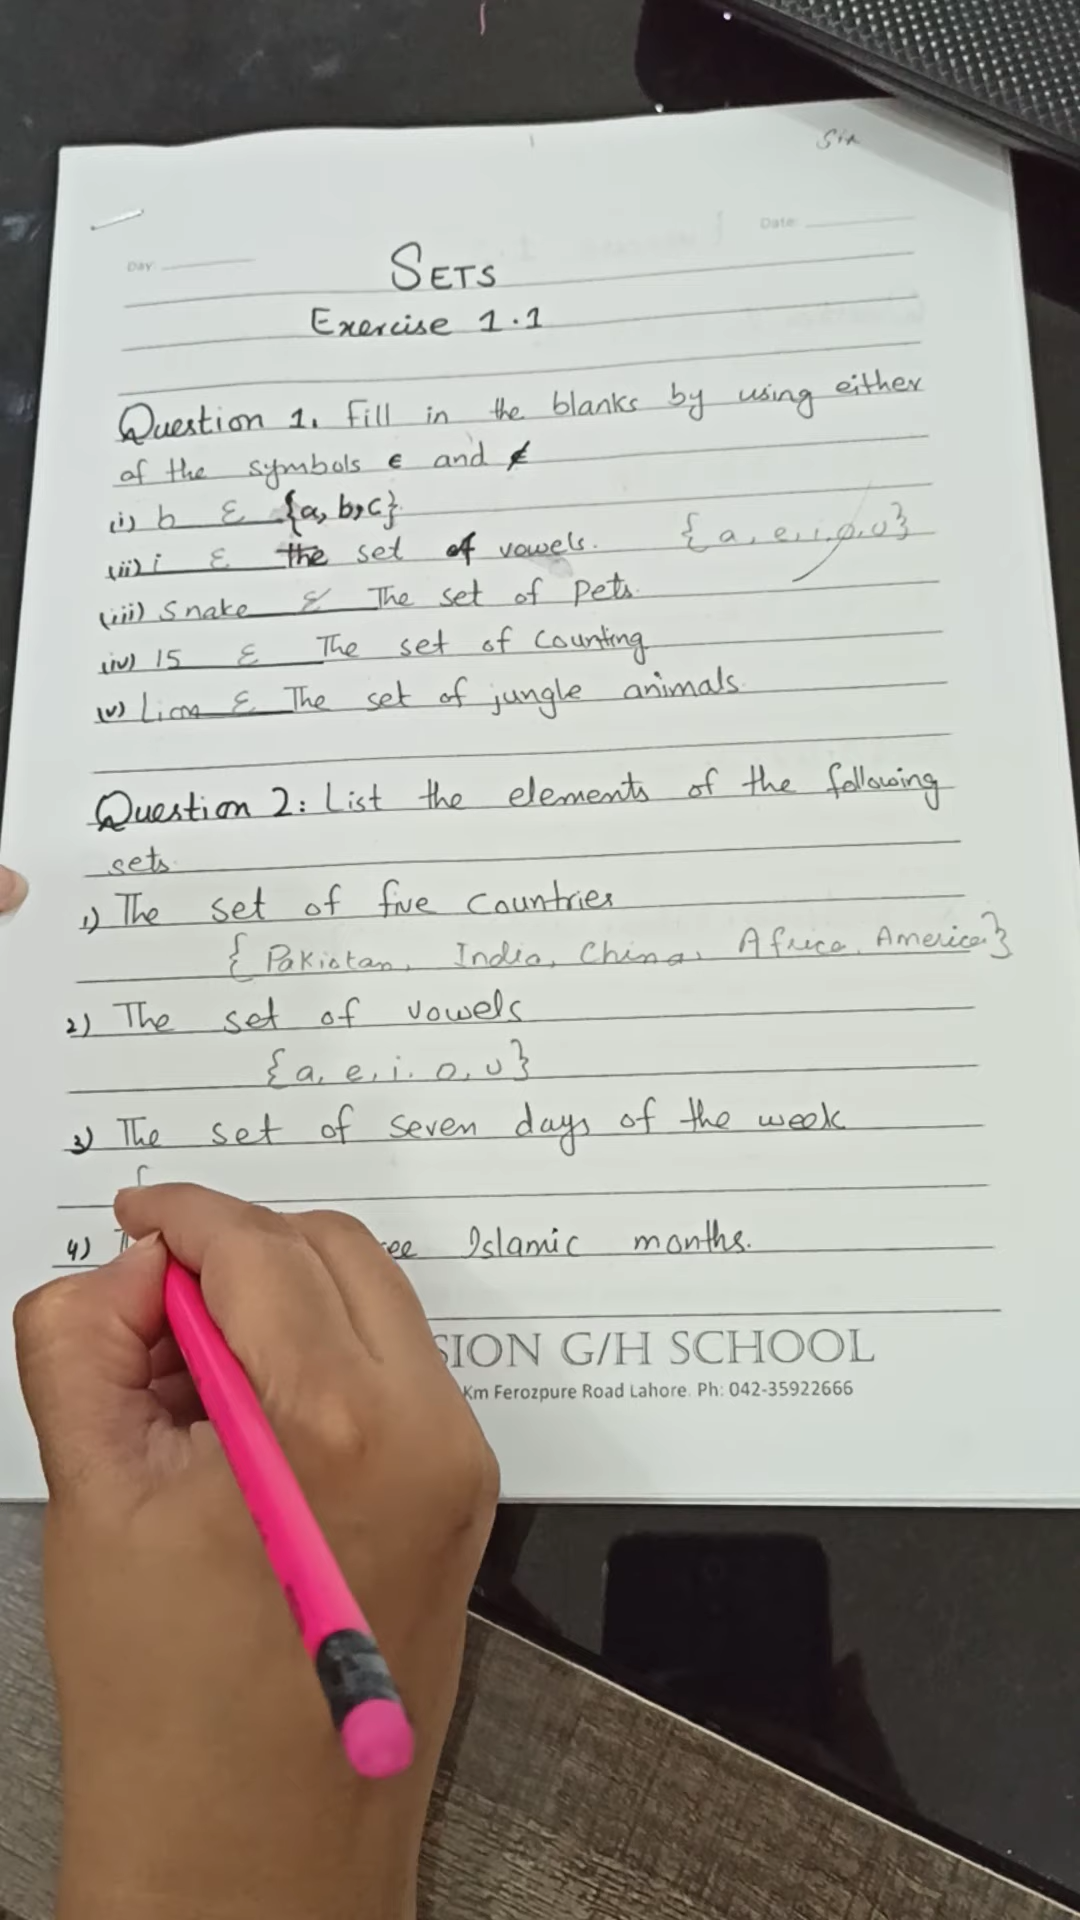 Sir
Day:
Date:
SETS
Exercise 1.1
Question 1. Fill in the blanks by using either
of the symbols ϵ and ∉
(i) b Ɛ {a, b, c}
(ii) i Ɛ the set of vowels. {a, e, i, o, u}
(iii) Snake Ɛ̸ The set of pets.
(iv) 15 Ɛ The set of counting
(v) Lion Ɛ The set of jungle animals.
Question 2: List the elements of the following
sets.
1) The set of five countries
{ Pakistan, India, China, Africa, America}
2) The set of vowels
{a, e, i, o, u}
3) The set of seven days of the week
{
4) Islamic months.
SION G/H SCHOOL
Km Ferozpure Road Lahore. Ph: 042-35922666